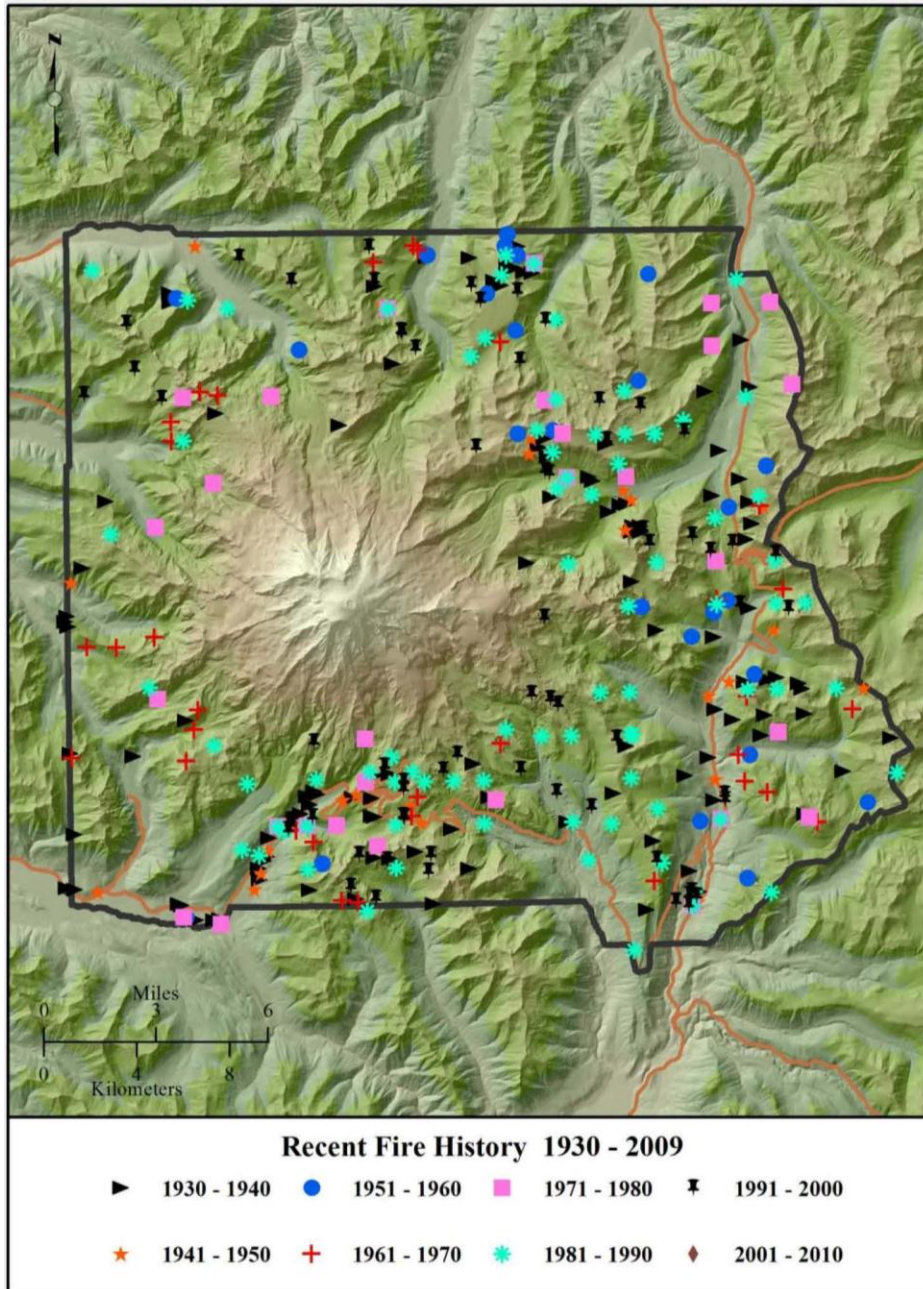 N
Miles
0 3 6
0 4 8
Kilometers
Recent Fire History 1930 - 2009
1930 - 1940 1951 - 1960 1971 - 1980 1991 - 2000
1941 - 1950 1961 - 1970 1981 - 1990 2001 - 2010